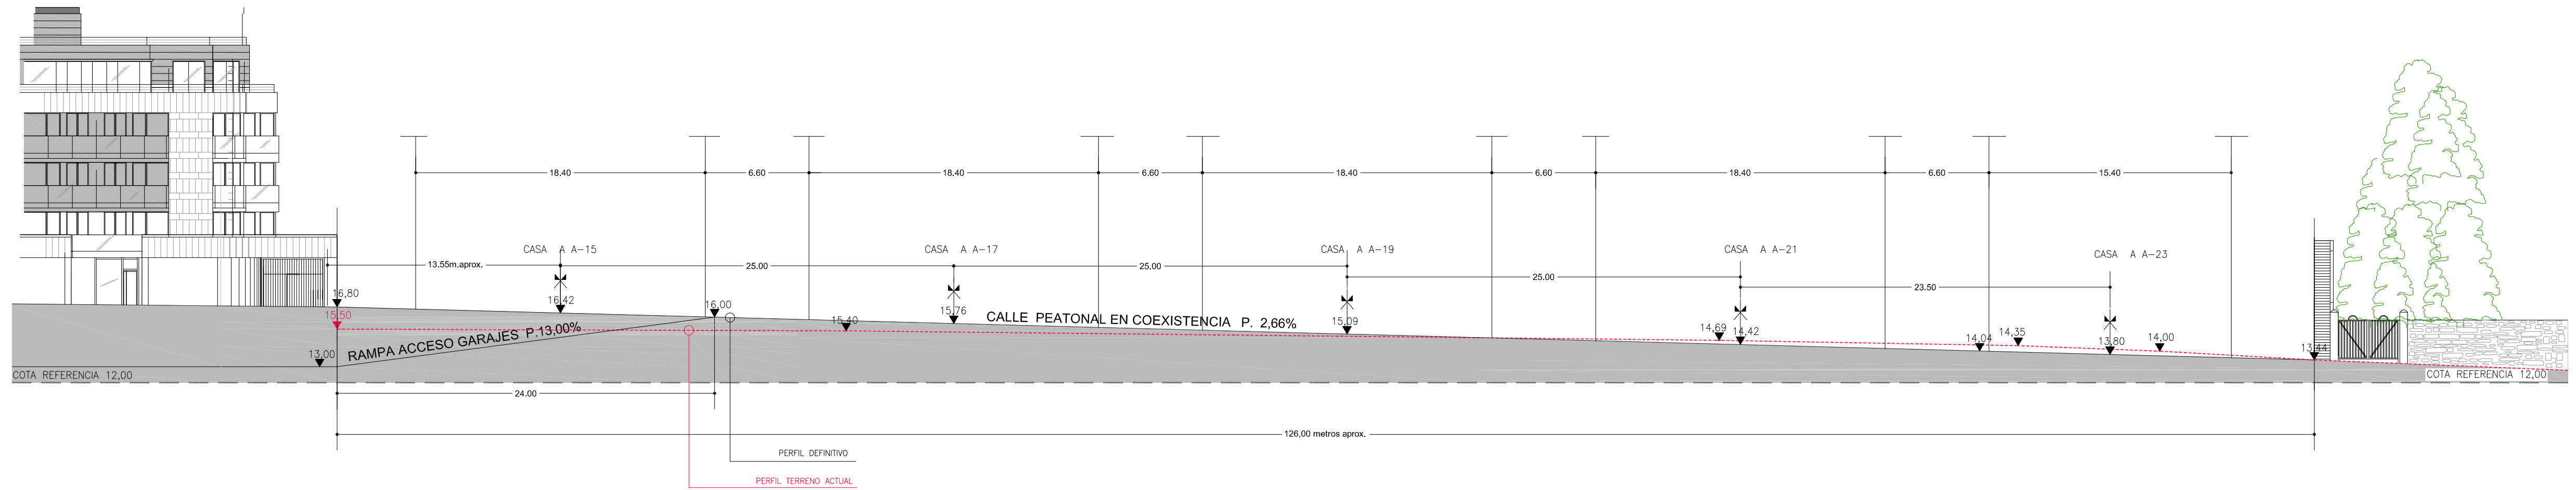 18.40
6.60
18.40
6.60
18.40
6.60
18.40
6.60
15.40
CASA A A-15
CASA A A-17
CASA A A-19
CASA A A-21
CASA A A-23
13.55m.aprox.
25.00
25.00
25.00
23.50
16,80
16,42
16,00
15,76
15,50
15,40
CALLE PEATONAL EN COEXISTENCIA P. 2,66%
15,09
14,69
14,42
14,04
14,35
13,80
14,00
13,44
13,00
RAMPA ACCESO GARAJES P.13,00%
COTA REFERENCIA 12,00
COTA REFERENCIA 12,00
24.00
126,00 metros aprox.
PERFIL DEFINITIVO
PERFIL TERRENO ACTUAL